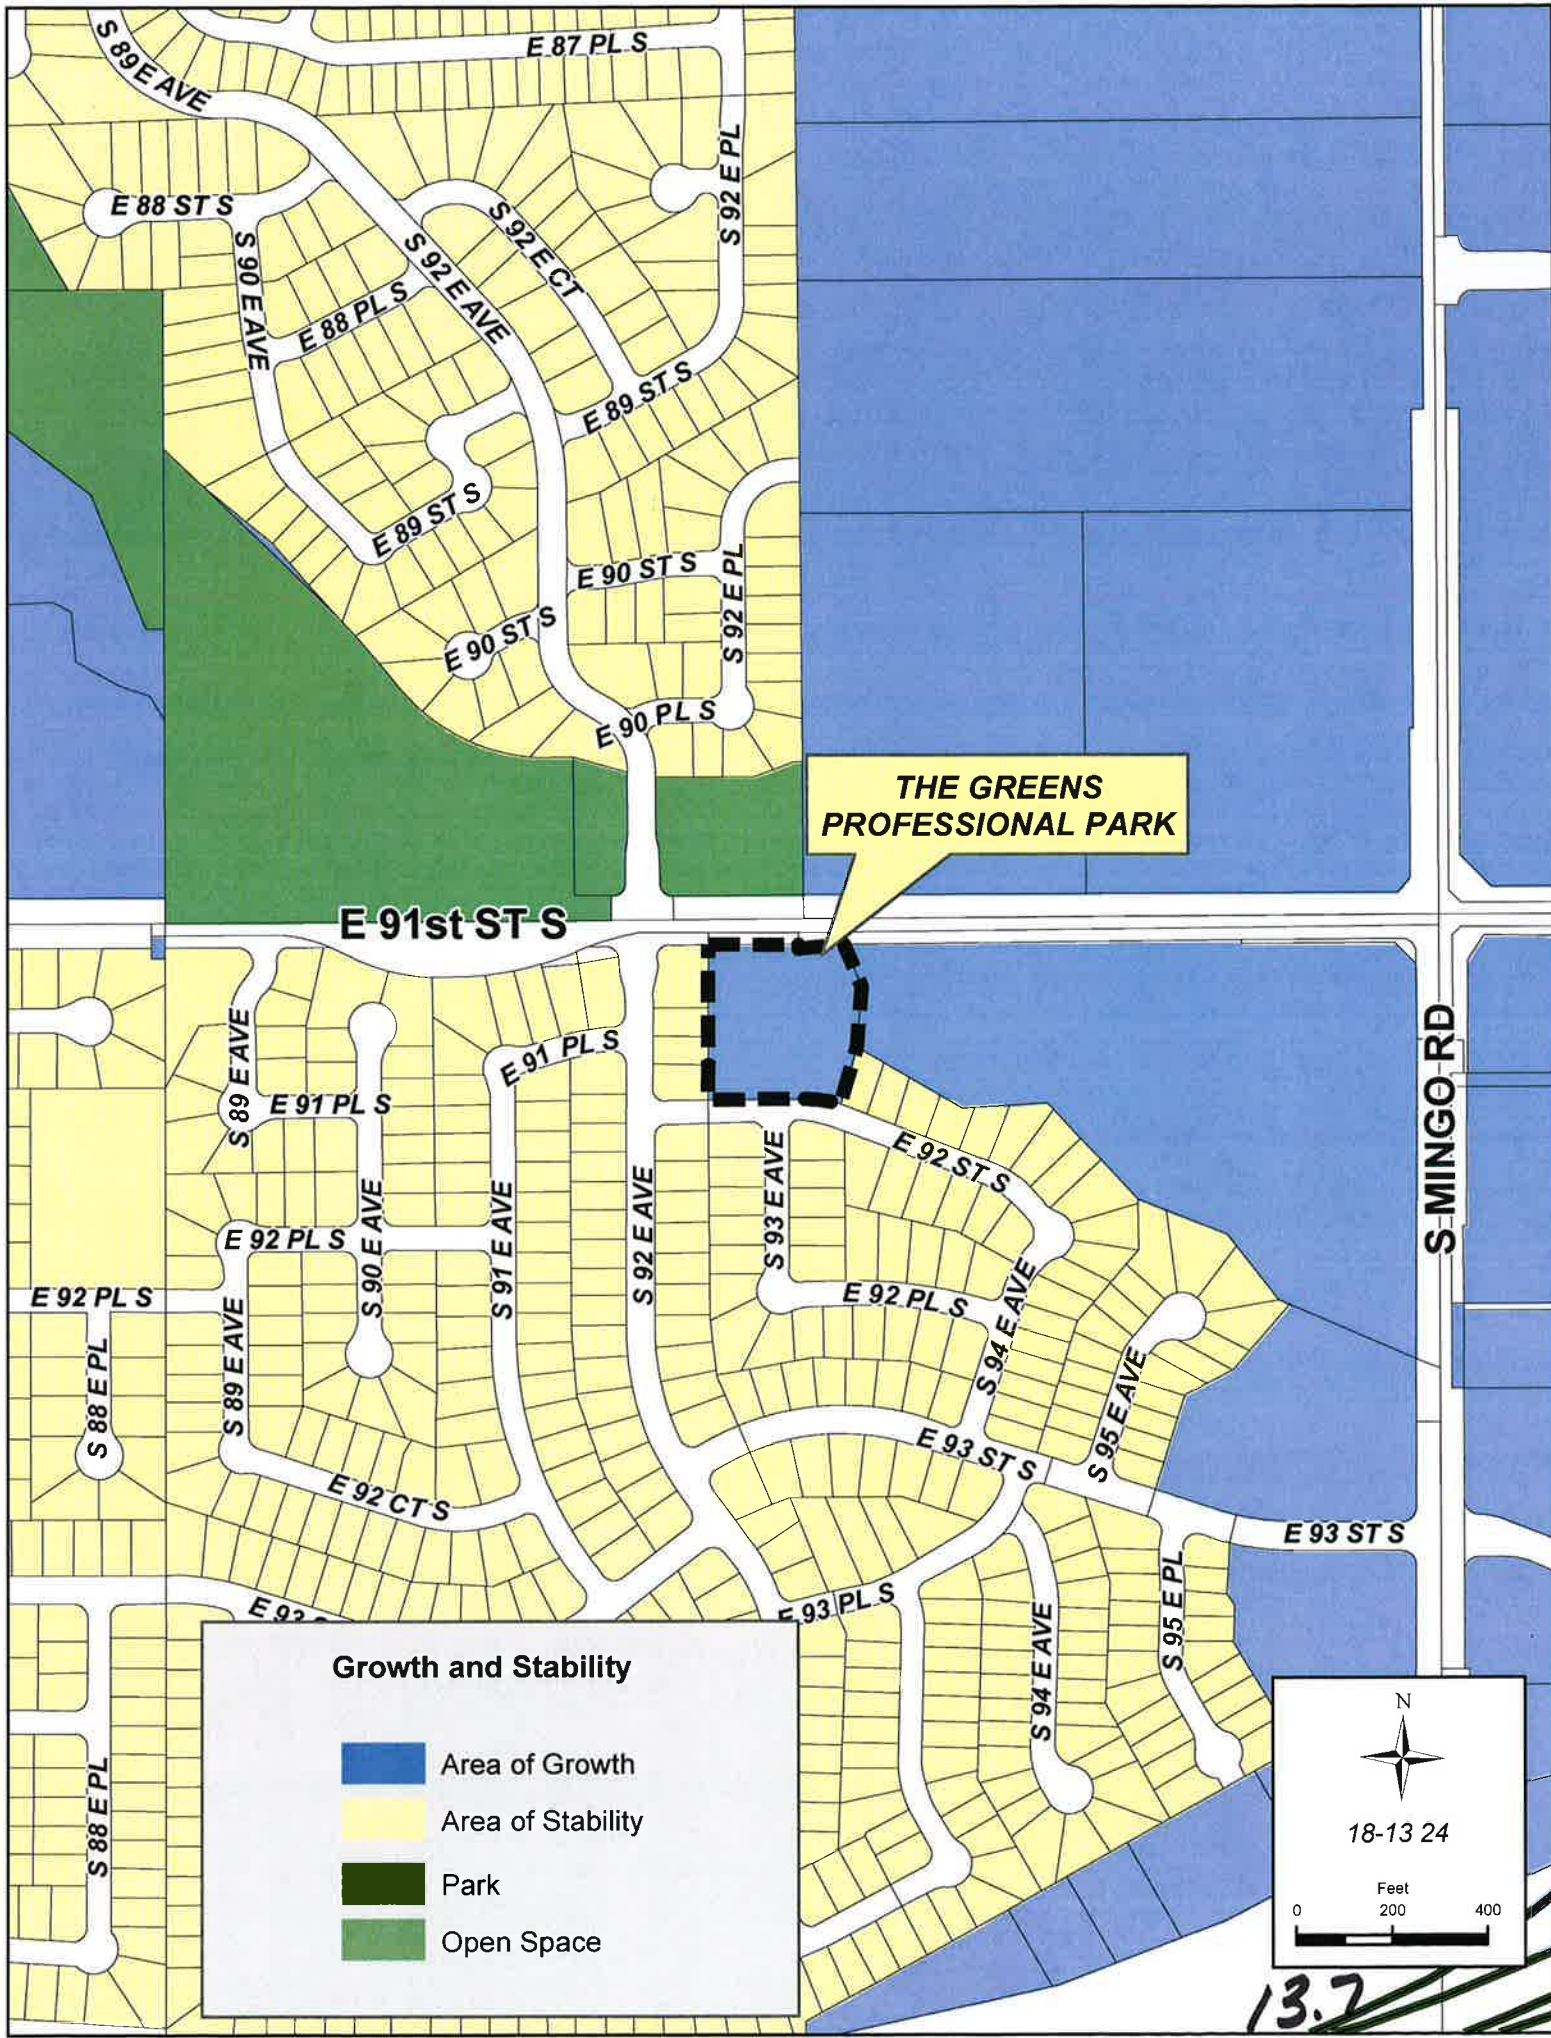 E 87 PL S
S 89 E AVE
S 92 E PL
E 88 ST S
S 92 E CT
S 90 E AVE
S 92 E AVE
E 88 PL S
E 89 ST S
E 89 ST S
E 90 ST S
S 92 E PL
E 90 ST S
E 90 PL S
THE GREENS
PROFESSIONAL PARK
E 91st ST S
S MINGO RD
S 89 E AVE
E 91 PL S
E 91 PL S
E 92 ST S
S 93 E AVE
S 90 E AVE
S 91 E AVE
S 92 E AVE
E 92 PL S
E 92 PL S
E 92 PL S
S 94 E AVE
S 89 E AVE
S 88 E PL
S 95 E AVE
E 93 ST S
E 92 CT S
E 93 ST S
E 93 PL S
S 95 E PL
S 94 E AVE
S 88 E PL
Growth and Stability
Area of Growth
Area of Stability
Park
Open Space
N
18-13 24
Feet
0 200 400
13.7